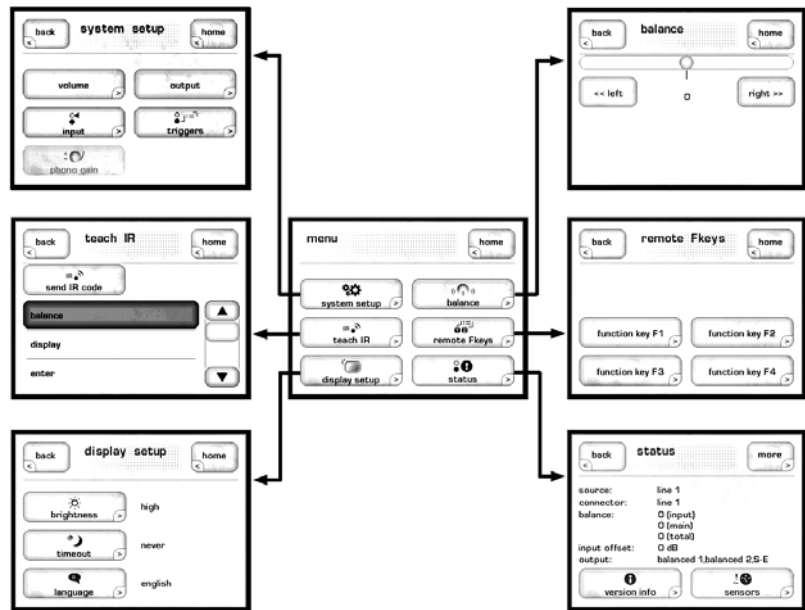 back system setup home
volume output
input triggers
phono gain
back balance home
<< left 0 right >>
back teach IR home
IR
send IR code
balance
display
enter
menu home
system setup 0 0 balance
IR
teach IR remote Fkeys
display setup status
back remote Fkeys home
function key F1 function key F2
function key F3 function key F4
back display setup home
brightness high
timeout never
language english
back status more
source: line 1
connector: line 1
balance: 0 (input)
0 (main)
0 (total)
input offset: 0 dB
output: balanced 1,balanced 2,S-E
version info sensors